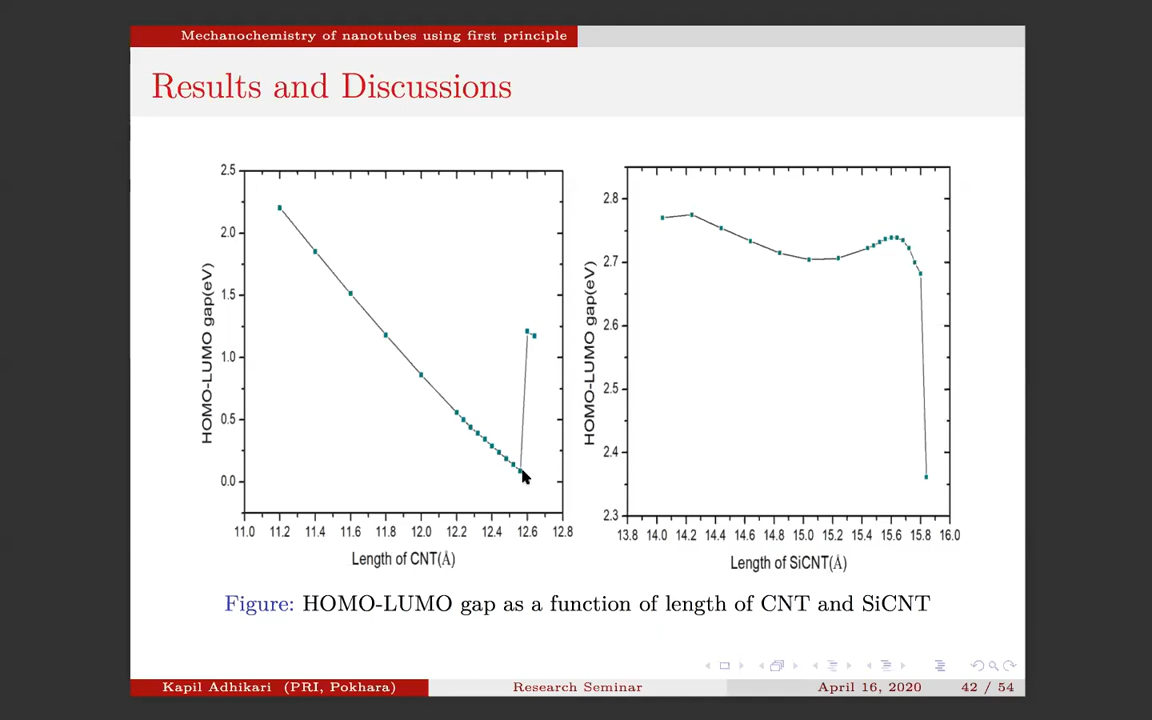 Mechanochemistry of nanotubes using first principle
Results and Discussions
2.5
2.0
1.5
1.0
0.5
0.0
HOMO-LUMO gap(eV)
11.0 11.2 11.4 11.6 11.8 12.0 12.2 12.4 12.6 12.8
Length of CNT(Å)
2.8
2.7
2.6
2.5
2.4
2.3
HOMO-LUMO gap(eV)
13.8 14.0 14.2 14.4 14.6 14.8 15.0 15.2 15.4 15.6 15.8 16.0
Length of SiCNT(Å)
Figure: HOMO-LUMO gap as a function of length of CNT and SiCNT
Kapil Adhikari (PRI, Pokhara) Research Seminar April 16, 2020 42 / 54